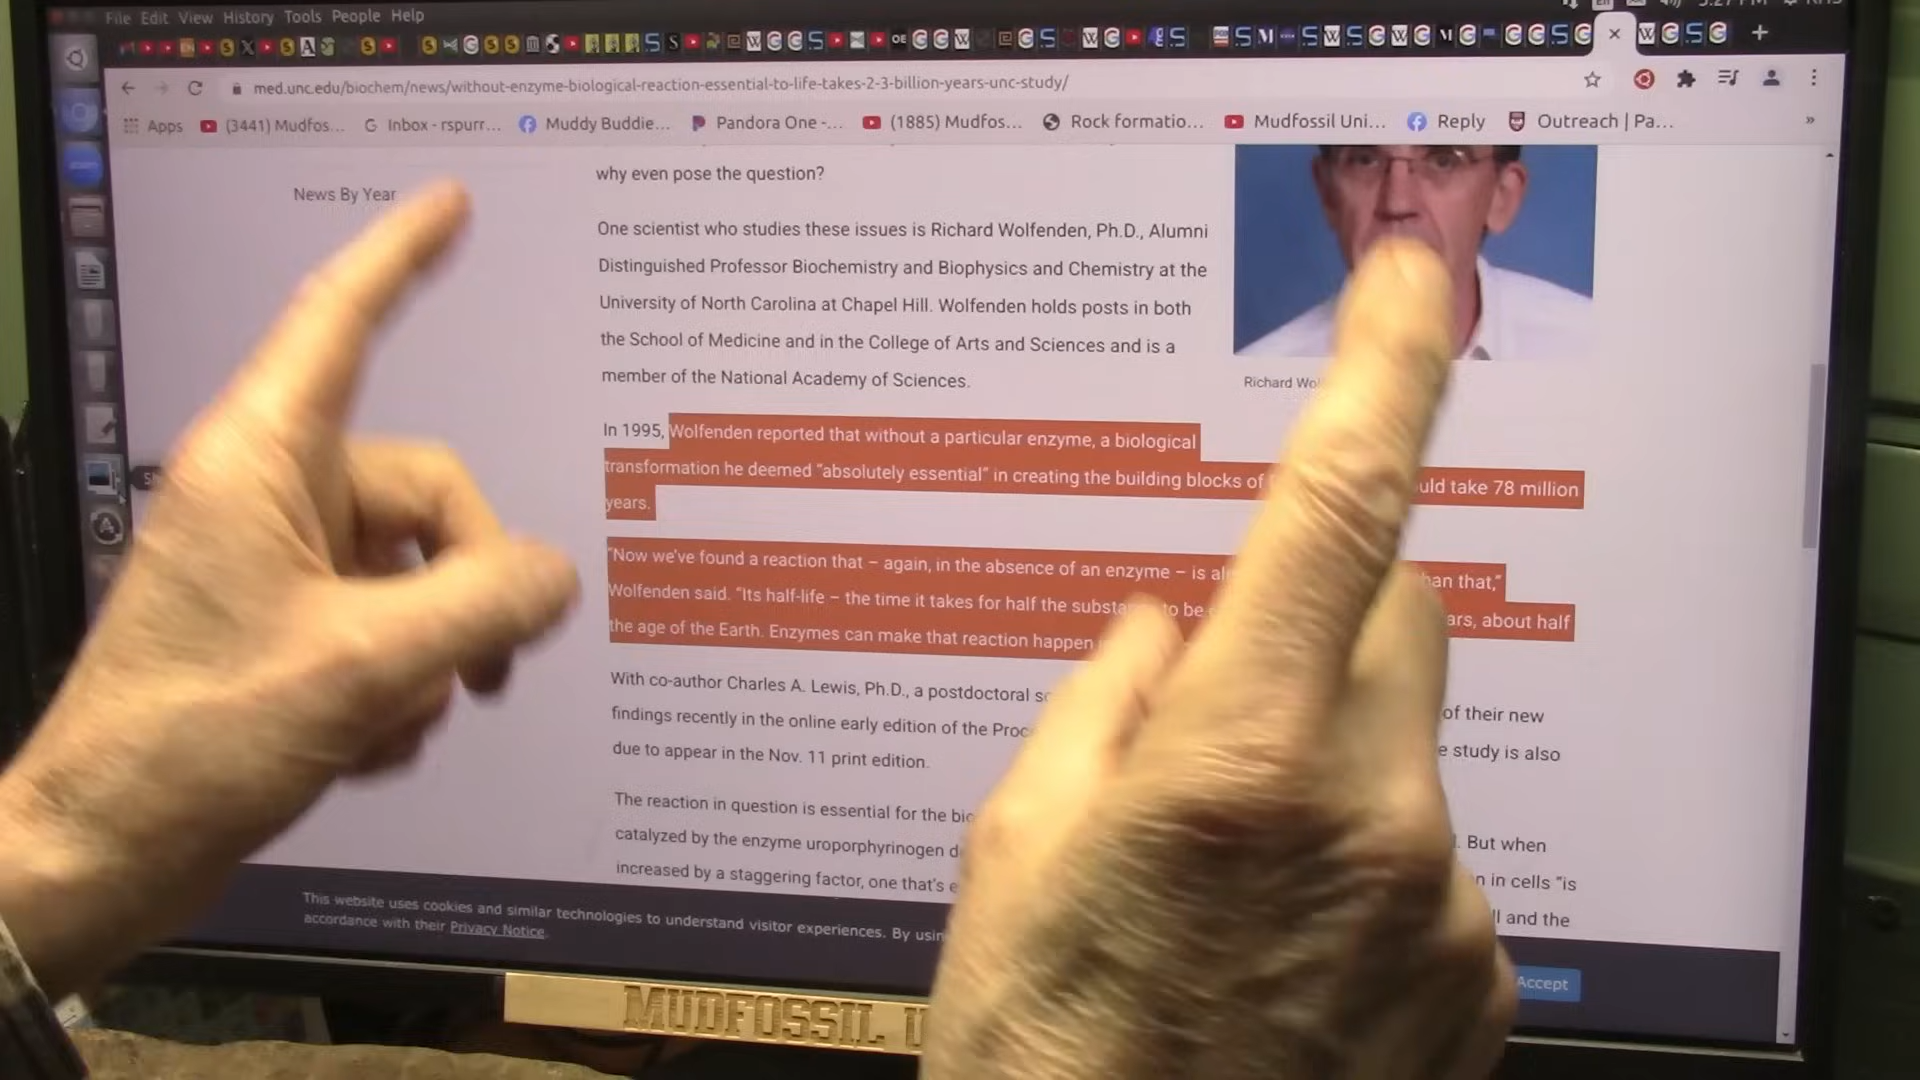 File Edit View History Tools People Help
med.unc.edu/biochem/news/without-enzyme-biological-reaction-essential-to-life-takes-2-3-billion-years-unc-study/
Apps (3441) Mudfos... Inbox - rspurr... Muddy Buddie... Pandora One -... (1885) Mudfos... Rock formatio... Mudfossil Uni... Reply Outreach | Pa...
News By Year
why even pose the question?
One scientist who studies these issues is Richard Wolfenden, Ph.D., Alumni
Distinguished Professor Biochemistry and Biophysics and Chemistry at the
University of North Carolina at Chapel Hill. Wolfenden holds posts in both
the School of Medicine and in the College of Arts and Sciences and is a
member of the National Academy of Sciences.
Richard
In 1995, Wolfenden reported that without a particular enzyme, a biological
transformation he deemed “absolutely essential” in creating the building blocks of take 78 million
years.
“Now we’ve found a reaction that – again, in the absence of an enzyme – is that,”
Wolfenden said. “Its half-life – the time it takes for half the to be about half
the age of the Earth. Enzymes can make that reaction happen
With co-author Charles A. Lewis, Ph.D., a postdoctoral of their new
findings recently in the online early edition of the study is also
due to appear in the Nov. 11 print edition.
The reaction in question is essential for the But when
catalyzed by the enzyme uroporphyrinogen in cells “is
increased by a staggering factor, one that’s and the
This website uses cookies and similar technologies to understand visitor experiences. By
accordance with their Privacy Notice.
Accept
MUDFOSSIL